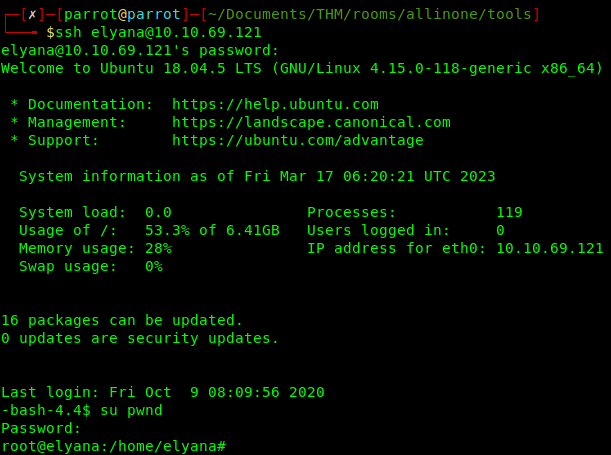 ┌─[✗]─[parrot@parrot]─[~/Documents/THM/rooms/allinone/tools]
└──╼ $ssh elyana@10.10.69.121
elyana@10.10.69.121's password:
Welcome to Ubuntu 18.04.5 LTS (GNU/Linux 4.15.0-118-generic x86_64)
* Documentation:  https://help.ubuntu.com
* Management:     https://landscape.canonical.com
* Support:        https://ubuntu.com/advantage
System information as of Fri Mar 17 06:20:21 UTC 2023
System load:  0.0               Processes:           119
Usage of /:   53.3% of 6.41GB   Users logged in:     0
Memory usage: 28%               IP address for eth0: 10.10.69.121
Swap usage:   0%
16 packages can be updated.
0 updates are security updates.
Last login: Fri Oct  9 08:09:56 2020
-bash-4.4$ su pwnd
Password:
root@elyana:/home/elyana#